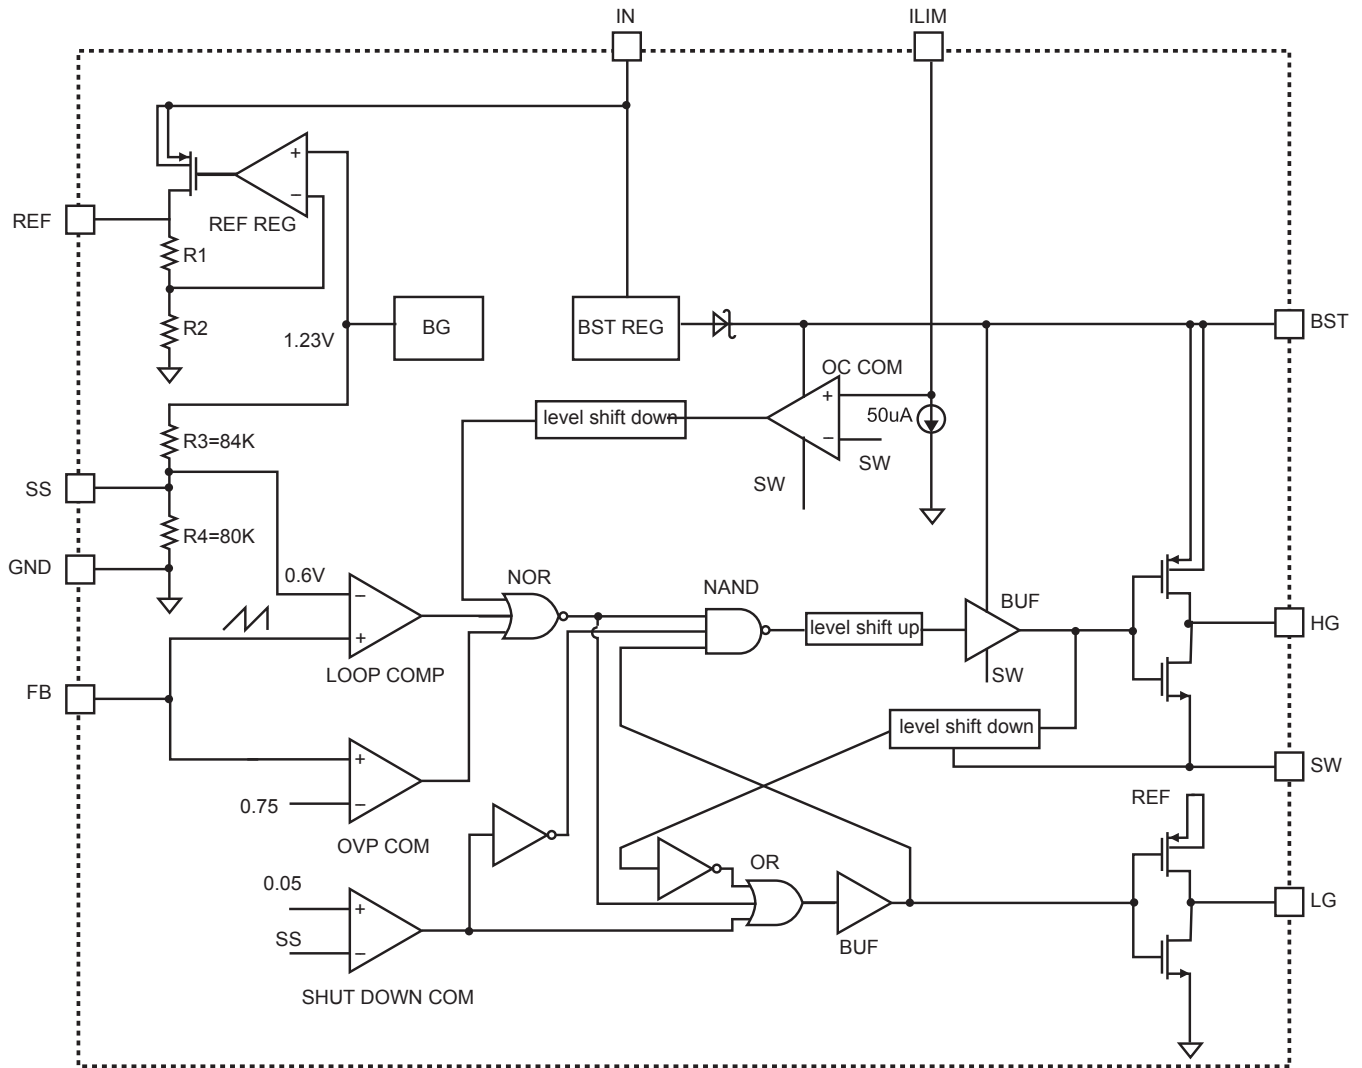 IN
ILIM
+
−
REF
REF REG
R1
R2
1.23V
BG
BST REG
BST
OC COM
+
−
50uA
level shift down
SW
SW
R3=84K
SS
R4=80K
GND
0.6V
−
+
LOOP COMP
NOR
NAND
level shift up
BUF
SW
HG
FB
level shift down
+
−
0.75
OVP COM
SW
REF
0.05
+
SS
−
SHUT DOWN COM
OR
BUF
LG